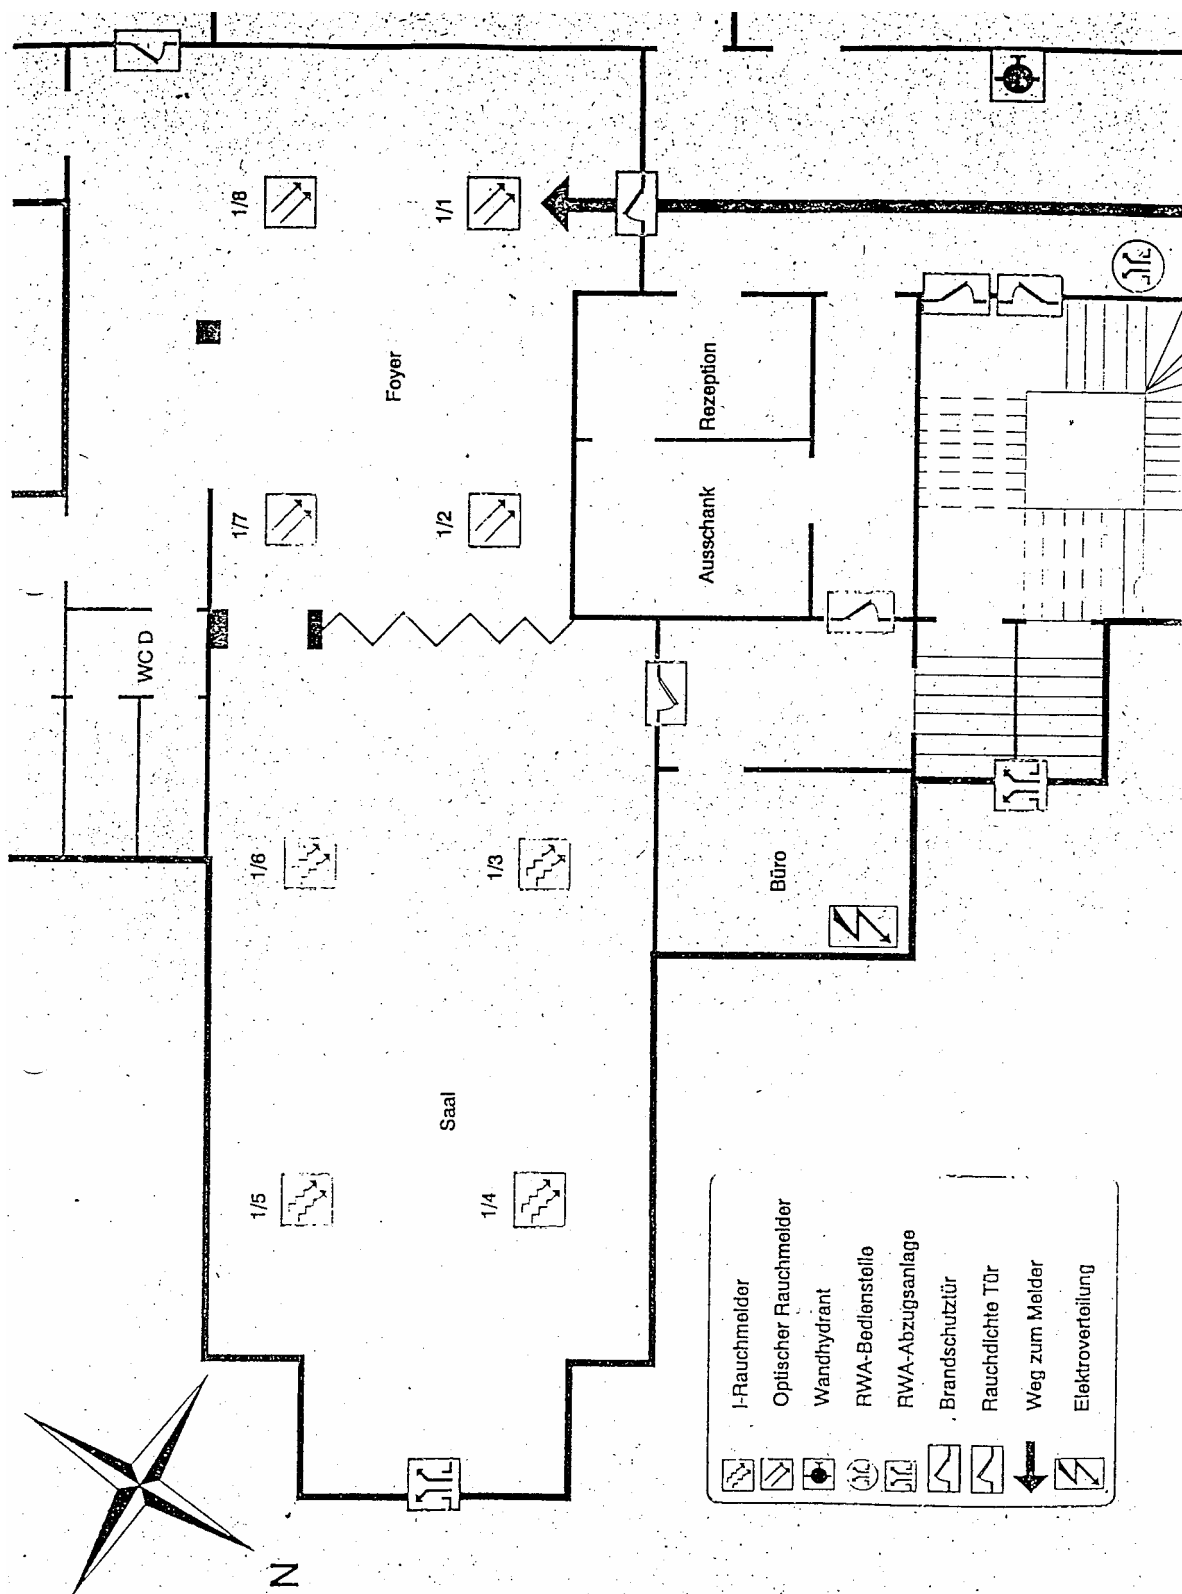 1/8
1/1
Foyer
Rezeption
1/7
1/2
Ausschank
WC D
1/6
1/3
Büro
Saal
1/5
1/4
N
I-Rauchmelder
Optischer Rauchmelder
Wandhydrant
RWA-Bedienstelle
RWA-Abzugsanlage
Brandschutztür
Rauchdichte Tür
Weg zum Melder
Elektroverteilung